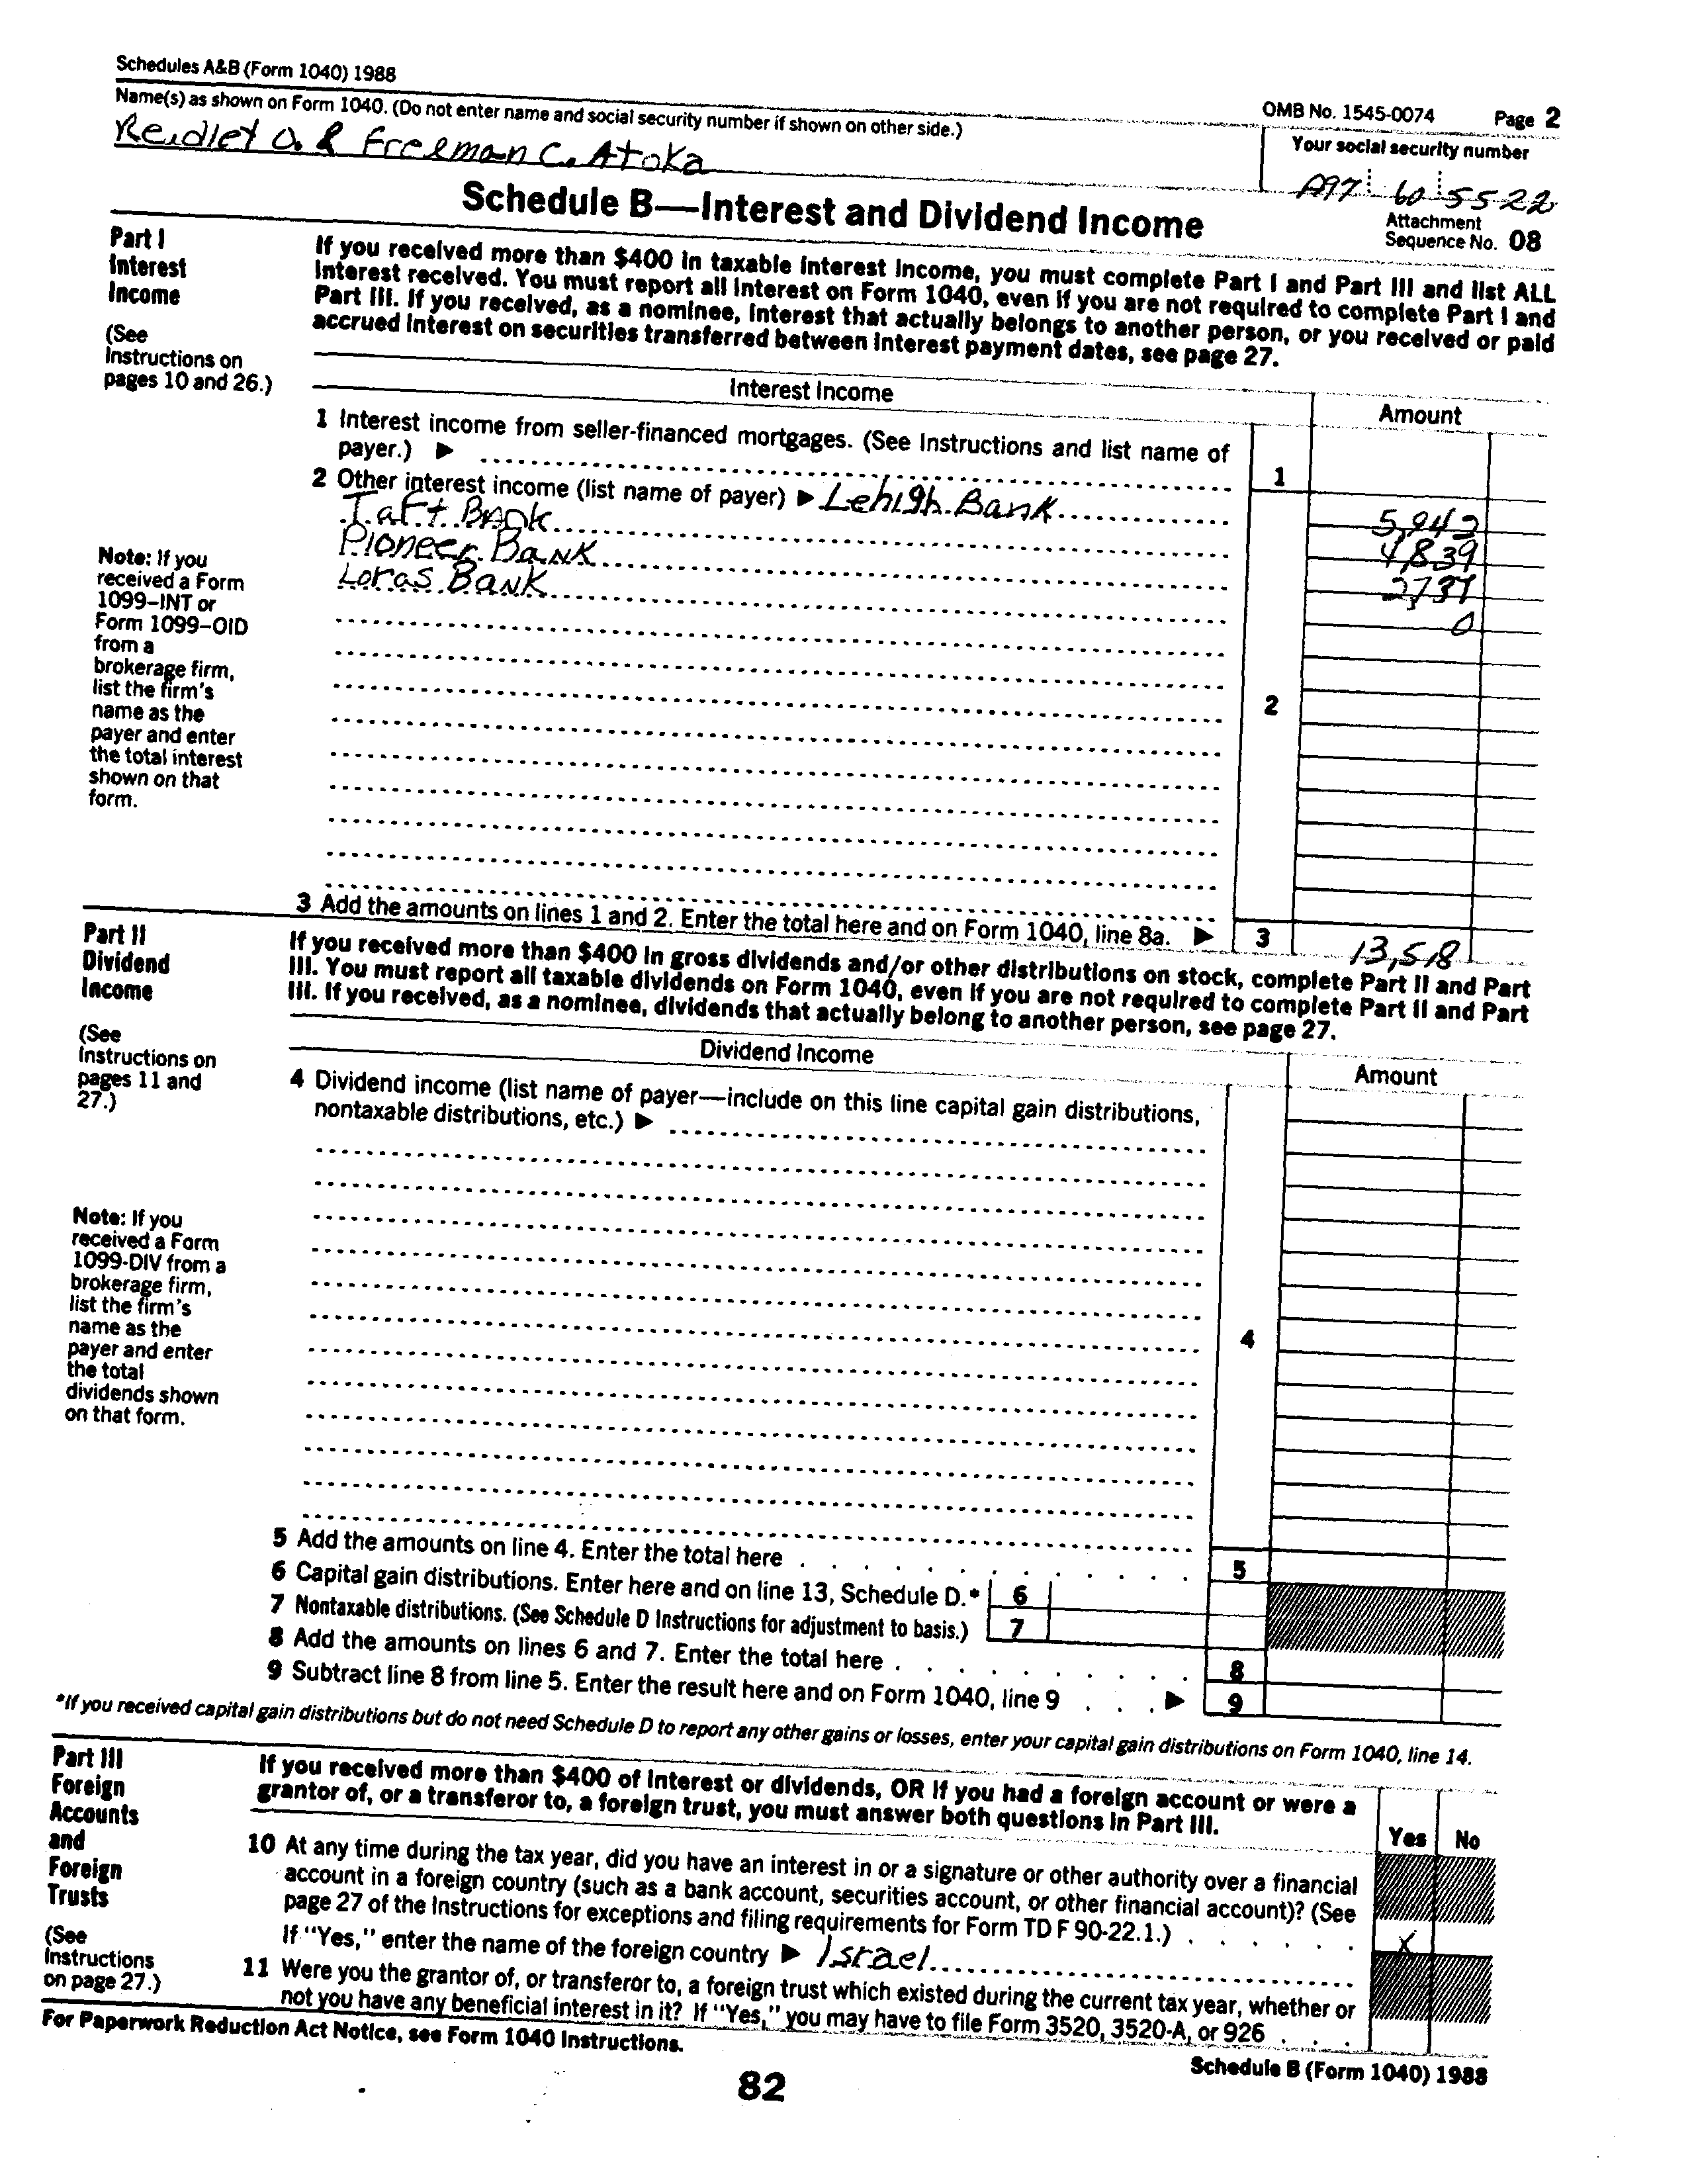 Schedules A&B (Form 1040) 1988
OMB No. 1545-0074 Page 2
Name(s) as shown on Form 1040. (Do not enter name and social security number if shown on other side.)
Your social security number
Freeman C. Atoka
60 5522
Schedule B—Interest and Dividend Income
Attachment
Sequence No. 08
Part I
Interest
Income
(See
Instructions on
pages 10 and 26.)
If you received more than $400 in taxable interest income, you must complete Part I and Part III and list ALL
interest received. You must report all interest on Form 1040, even if you are not required to complete Part I and
Part III. If you received, as a nominee, interest that actually belongs to another person, or you received or paid
accrued interest on securities transferred between interest payment dates, see page 27.
Interest Income Amount
1 Interest income from seller-financed mortgages. (See Instructions and list name of
payer.) ▶ 1
2 Other interest income (list name of payer) ▶ Lehigh Bank 5,942
Taft Bank 4,839
Pioneer Bank 2,737
Loras Bank 0
2
Note: If you
received a Form
1099–INT or
Form 1099–OID
from a
brokerage firm,
list the firm's
name as the
payer and enter
the total interest
shown on that
form.
3 Add the amounts on lines 1 and 2. Enter the total here and on Form 1040, line 8a. ▶ 3 13,518
Part II
Dividend
Income
(See
Instructions on
pages 11 and
27.)
If you received more than $400 in gross dividends and/or other distributions on stock, complete Part II and Part
III. You must report all taxable dividends on Form 1040, even if you are not required to complete Part II and Part
III. If you received, as a nominee, dividends that actually belong to another person, see page 27.
Dividend Income Amount
4 Dividend income (list name of payer—include on this line capital gain distributions,
nontaxable distributions, etc.) ▶
4
Note: If you
received a Form
1099-DIV from a
brokerage firm,
list the firm's
name as the
payer and enter
the total
dividends shown
on that form.
5 Add the amounts on line 4. Enter the total here 5
6 Capital gain distributions. Enter here and on line 13, Schedule D.* 6
7 Nontaxable distributions. (See Schedule D Instructions for adjustment to basis.) 7
8 Add the amounts on lines 6 and 7. Enter the total here 8
9 Subtract line 8 from line 5. Enter the result here and on Form 1040, line 9 ▶ 9
*If you received capital gain distributions but do not need Schedule D to report any other gains or losses, enter your capital gain distributions on Form 1040, line 14.
Part III
Foreign
Accounts
and
Foreign
Trusts
(See
Instructions
on page 27.)
If you received more than $400 of interest or dividends, OR if you had a foreign account or were a
grantor of, or a transferor to, a foreign trust, you must answer both questions in Part III.
Yes No
10 At any time during the tax year, did you have an interest in or a signature or other authority over a financial
account in a foreign country (such as a bank account, securities account, or other financial account)? (See
page 27 of the Instructions for exceptions and filing requirements for Form TD F 90-22.1.) X
If "Yes," enter the name of the foreign country ▶ Israel
11 Were you the grantor of, or transferor to, a foreign trust which existed during the current tax year, whether or
not you have any beneficial interest in it? If "Yes," you may have to file Form 3520, 3520-A, or 926
For Paperwork Reduction Act Notice, see Form 1040 Instructions.
Schedule B (Form 1040) 1988
82